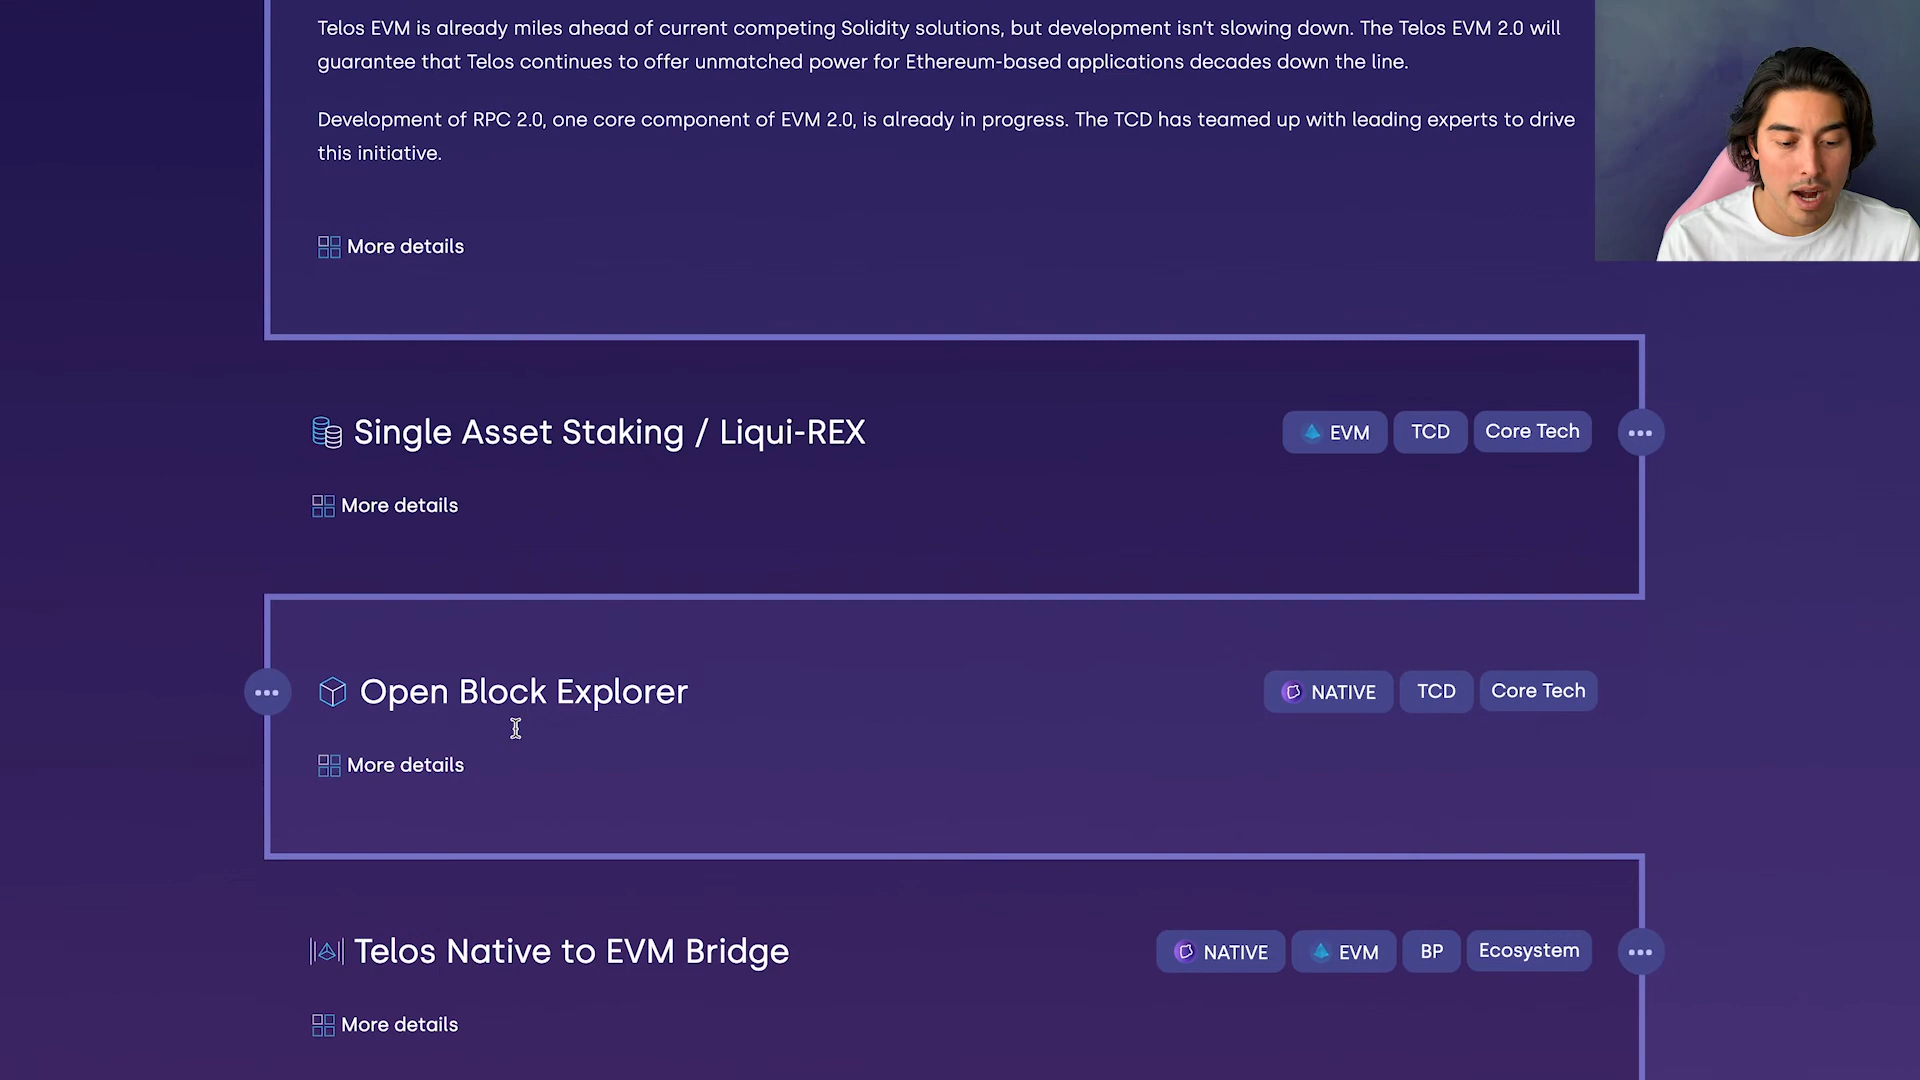 Telos EVM is already miles ahead of current competing Solidity solutions, but development isn’t slowing down. The Telos EVM 2.0 will
guarantee that Telos continues to offer unmatched power for Ethereum-based applications decades down the line.
Development of RPC 2.0, one core component of EVM 2.0, is already in progress. The TCD has teamed up with leading experts to drive
this initiative.
More details
Single Asset Staking / Liqui-REX
EVM
TCD
Core Tech
More details
Open Block Explorer
NATIVE
TCD
Core Tech
More details
Telos Native to EVM Bridge
NATIVE
EVM
BP
Ecosystem
More details